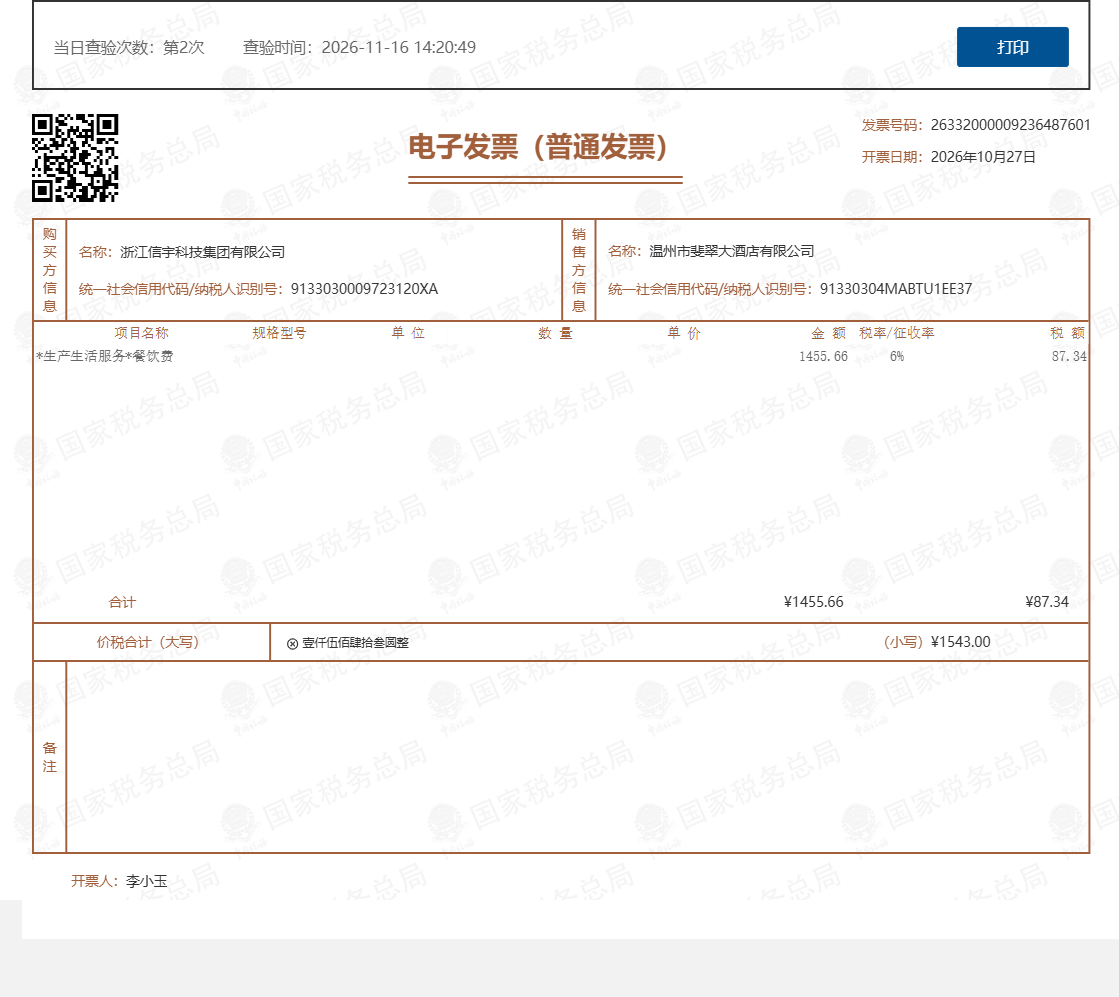 当日查验次数：第2次 查验时间：2026-11-16 14:20:49 打印
电子发票（普通发票）
发票号码：26332000009236487601
开票日期：2026年10月27日
购买方信息
名称：浙江信宇科技集团有限公司
统一社会信用代码/纳税人识别号：9133030009723120XA
销售方信息
名称：温州市斐翠大酒店有限公司
统一社会信用代码/纳税人识别号：91330304MABTU1EE37
项目名称 规格型号 单位 数量 单价 金额 税率/征收率 税额
*生产生活服务*餐饮费 1455.66 6% 87.34
合计 ¥1455.66 ¥87.34
价税合计（大写） ⊗ 壹仟伍佰肆拾叁圆整 （小写）¥1543.00
备注
开票人：李小玉
国家税务总局
中国税务